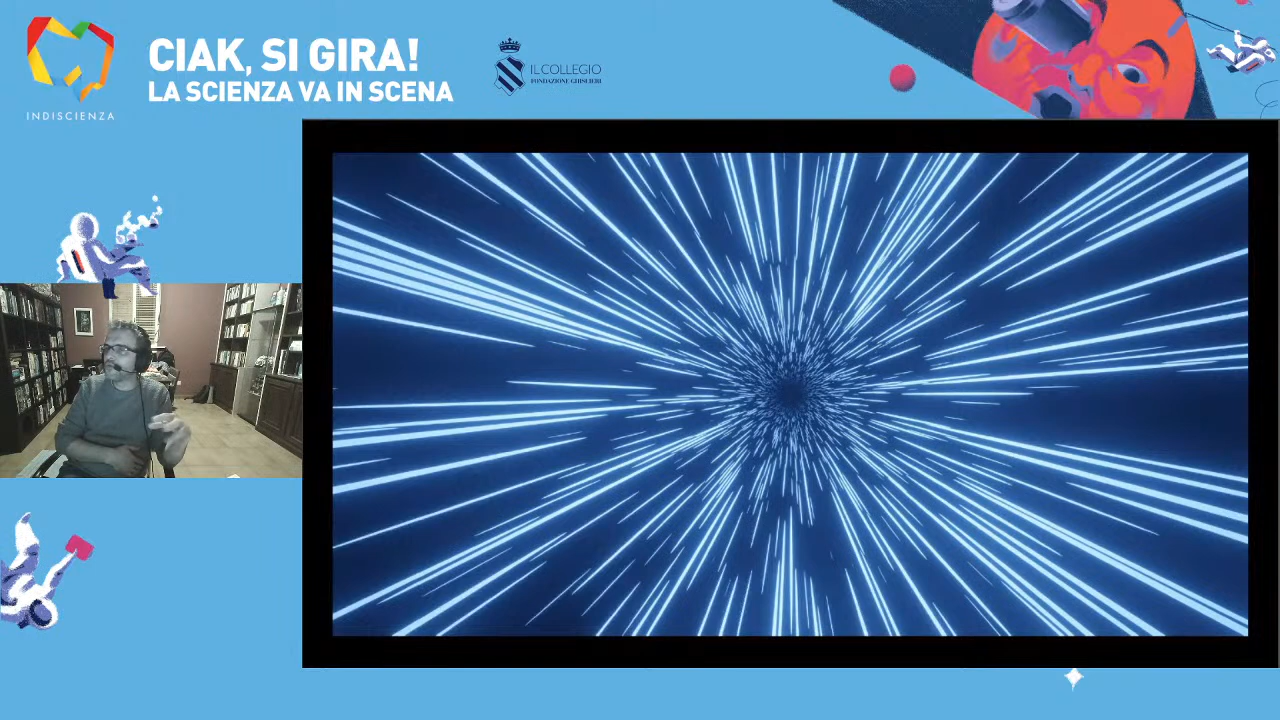 CIAK, SI GIRA!
LA SCIENZA VA IN SCENA
IL COLLEGIO
FONDAZIONE GHISLIERI
INDISCIENZA